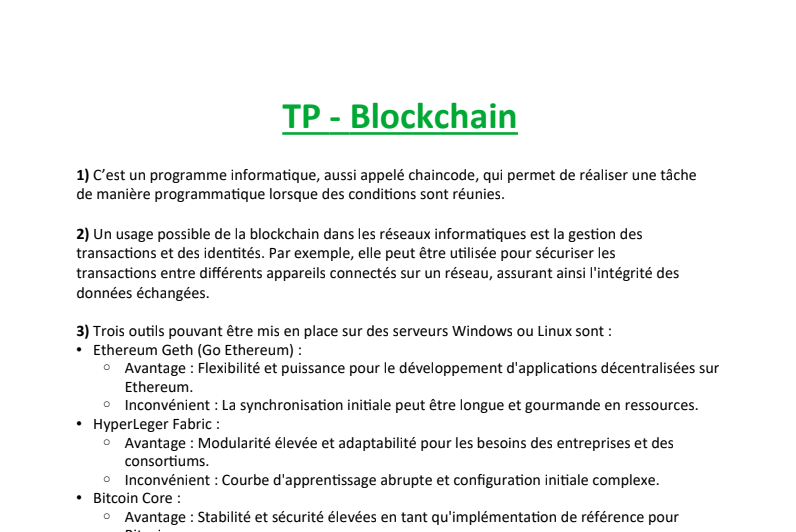 TP - Blockchain
1) C’est un programme informatique, aussi appelé chaincode, qui permet de réaliser une tâche
de manière programmatique lorsque des conditions sont réunies.
2) Un usage possible de la blockchain dans les réseaux informatiques est la gestion des
transactions et des identités. Par exemple, elle peut être utilisée pour sécuriser les
transactions entre différents appareils connectés sur un réseau, assurant ainsi l'intégrité des
données échangées.
3) Trois outils pouvant être mis en place sur des serveurs Windows ou Linux sont :
• Ethereum Geth (Go Ethereum) :
○ Avantage : Flexibilité et puissance pour le développement d'applications décentralisées sur
Ethereum.
○ Inconvénient : La synchronisation initiale peut être longue et gourmande en ressources.
• HyperLeger Fabric :
○ Avantage : Modularité élevée et adaptabilité pour les besoins des entreprises et des
consortiums.
○ Inconvénient : Courbe d'apprentissage abrupte et configuration initiale complexe.
• Bitcoin Core :
○ Avantage : Stabilité et sécurité élevées en tant qu'implémentation de référence pour